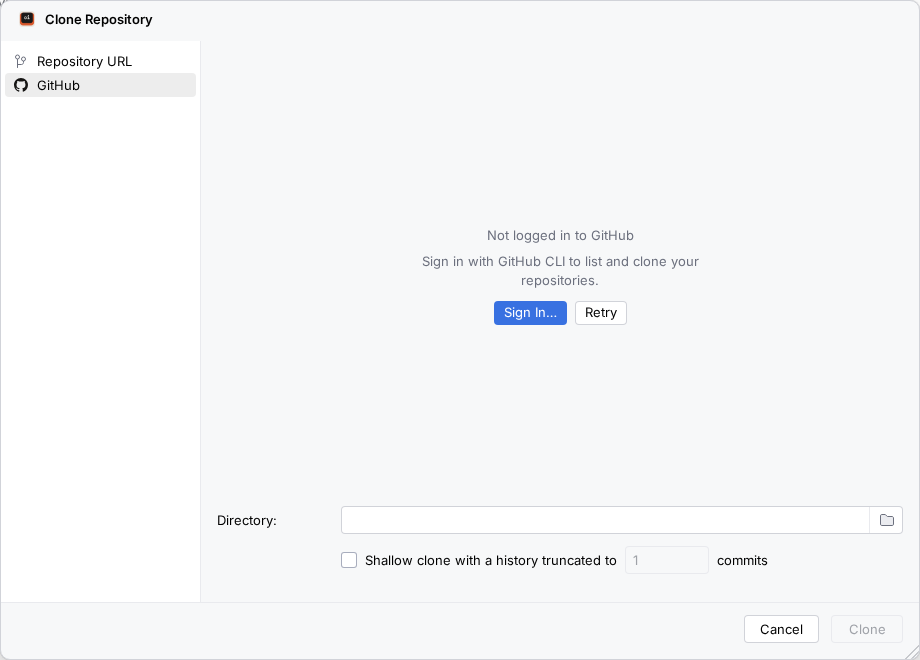 Clone Repository
Repository URL
GitHub
Not logged in to GitHub
Sign in with GitHub CLI to list and clone your
repositories.
Sign In...
Retry
Directory:
Shallow clone with a history truncated to 1 commits
Cancel
Clone